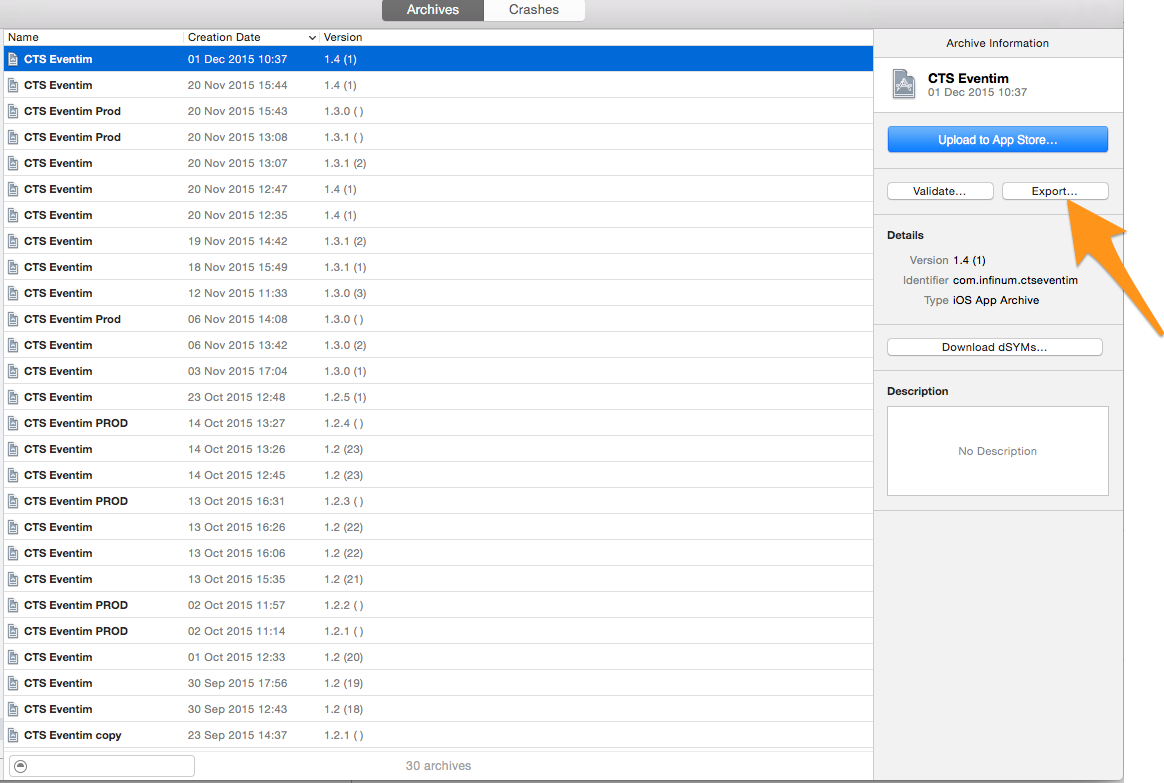 Archives Crashes
Name Creation Date Version
CTS Eventim 01 Dec 2015 10:37 1.4 (1)
CTS Eventim 20 Nov 2015 15:44 1.4 (1)
CTS Eventim Prod 20 Nov 2015 15:43 1.3.0 ( )
CTS Eventim Prod 20 Nov 2015 13:08 1.3.1 ( )
CTS Eventim 20 Nov 2015 13:07 1.3.1 (2)
CTS Eventim 20 Nov 2015 12:47 1.4 (1)
CTS Eventim 20 Nov 2015 12:35 1.4 (1)
CTS Eventim 19 Nov 2015 14:42 1.3.1 (2)
CTS Eventim 18 Nov 2015 15:49 1.3.1 (1)
CTS Eventim 12 Nov 2015 11:33 1.3.0 (3)
CTS Eventim Prod 06 Nov 2015 14:08 1.3.0 ( )
CTS Eventim 06 Nov 2015 13:42 1.3.0 (2)
CTS Eventim 03 Nov 2015 17:04 1.3.0 (1)
CTS Eventim 23 Oct 2015 12:48 1.2.5 (1)
CTS Eventim PROD 14 Oct 2015 13:27 1.2.4 ( )
CTS Eventim 14 Oct 2015 13:26 1.2 (23)
CTS Eventim 14 Oct 2015 12:45 1.2 (23)
CTS Eventim PROD 13 Oct 2015 16:31 1.2.3 ( )
CTS Eventim 13 Oct 2015 16:26 1.2 (22)
CTS Eventim 13 Oct 2015 16:06 1.2 (22)
CTS Eventim 13 Oct 2015 15:35 1.2 (21)
CTS Eventim PROD 02 Oct 2015 11:57 1.2.2 ( )
CTS Eventim PROD 02 Oct 2015 11:14 1.2.1 ( )
CTS Eventim 01 Oct 2015 12:33 1.2 (20)
CTS Eventim 30 Sep 2015 17:56 1.2 (19)
CTS Eventim 30 Sep 2015 12:43 1.2 (18)
CTS Eventim copy 23 Sep 2015 14:37 1.2.1 ( )
30 archives
Archive Information
CTS Eventim
01 Dec 2015 10:37
Upload to App Store...
Validate... Export...
Details
Version 1.4 (1)
Identifier com.infinum.ctseventim
Type iOS App Archive
Download dSYMs...
Description
No Description